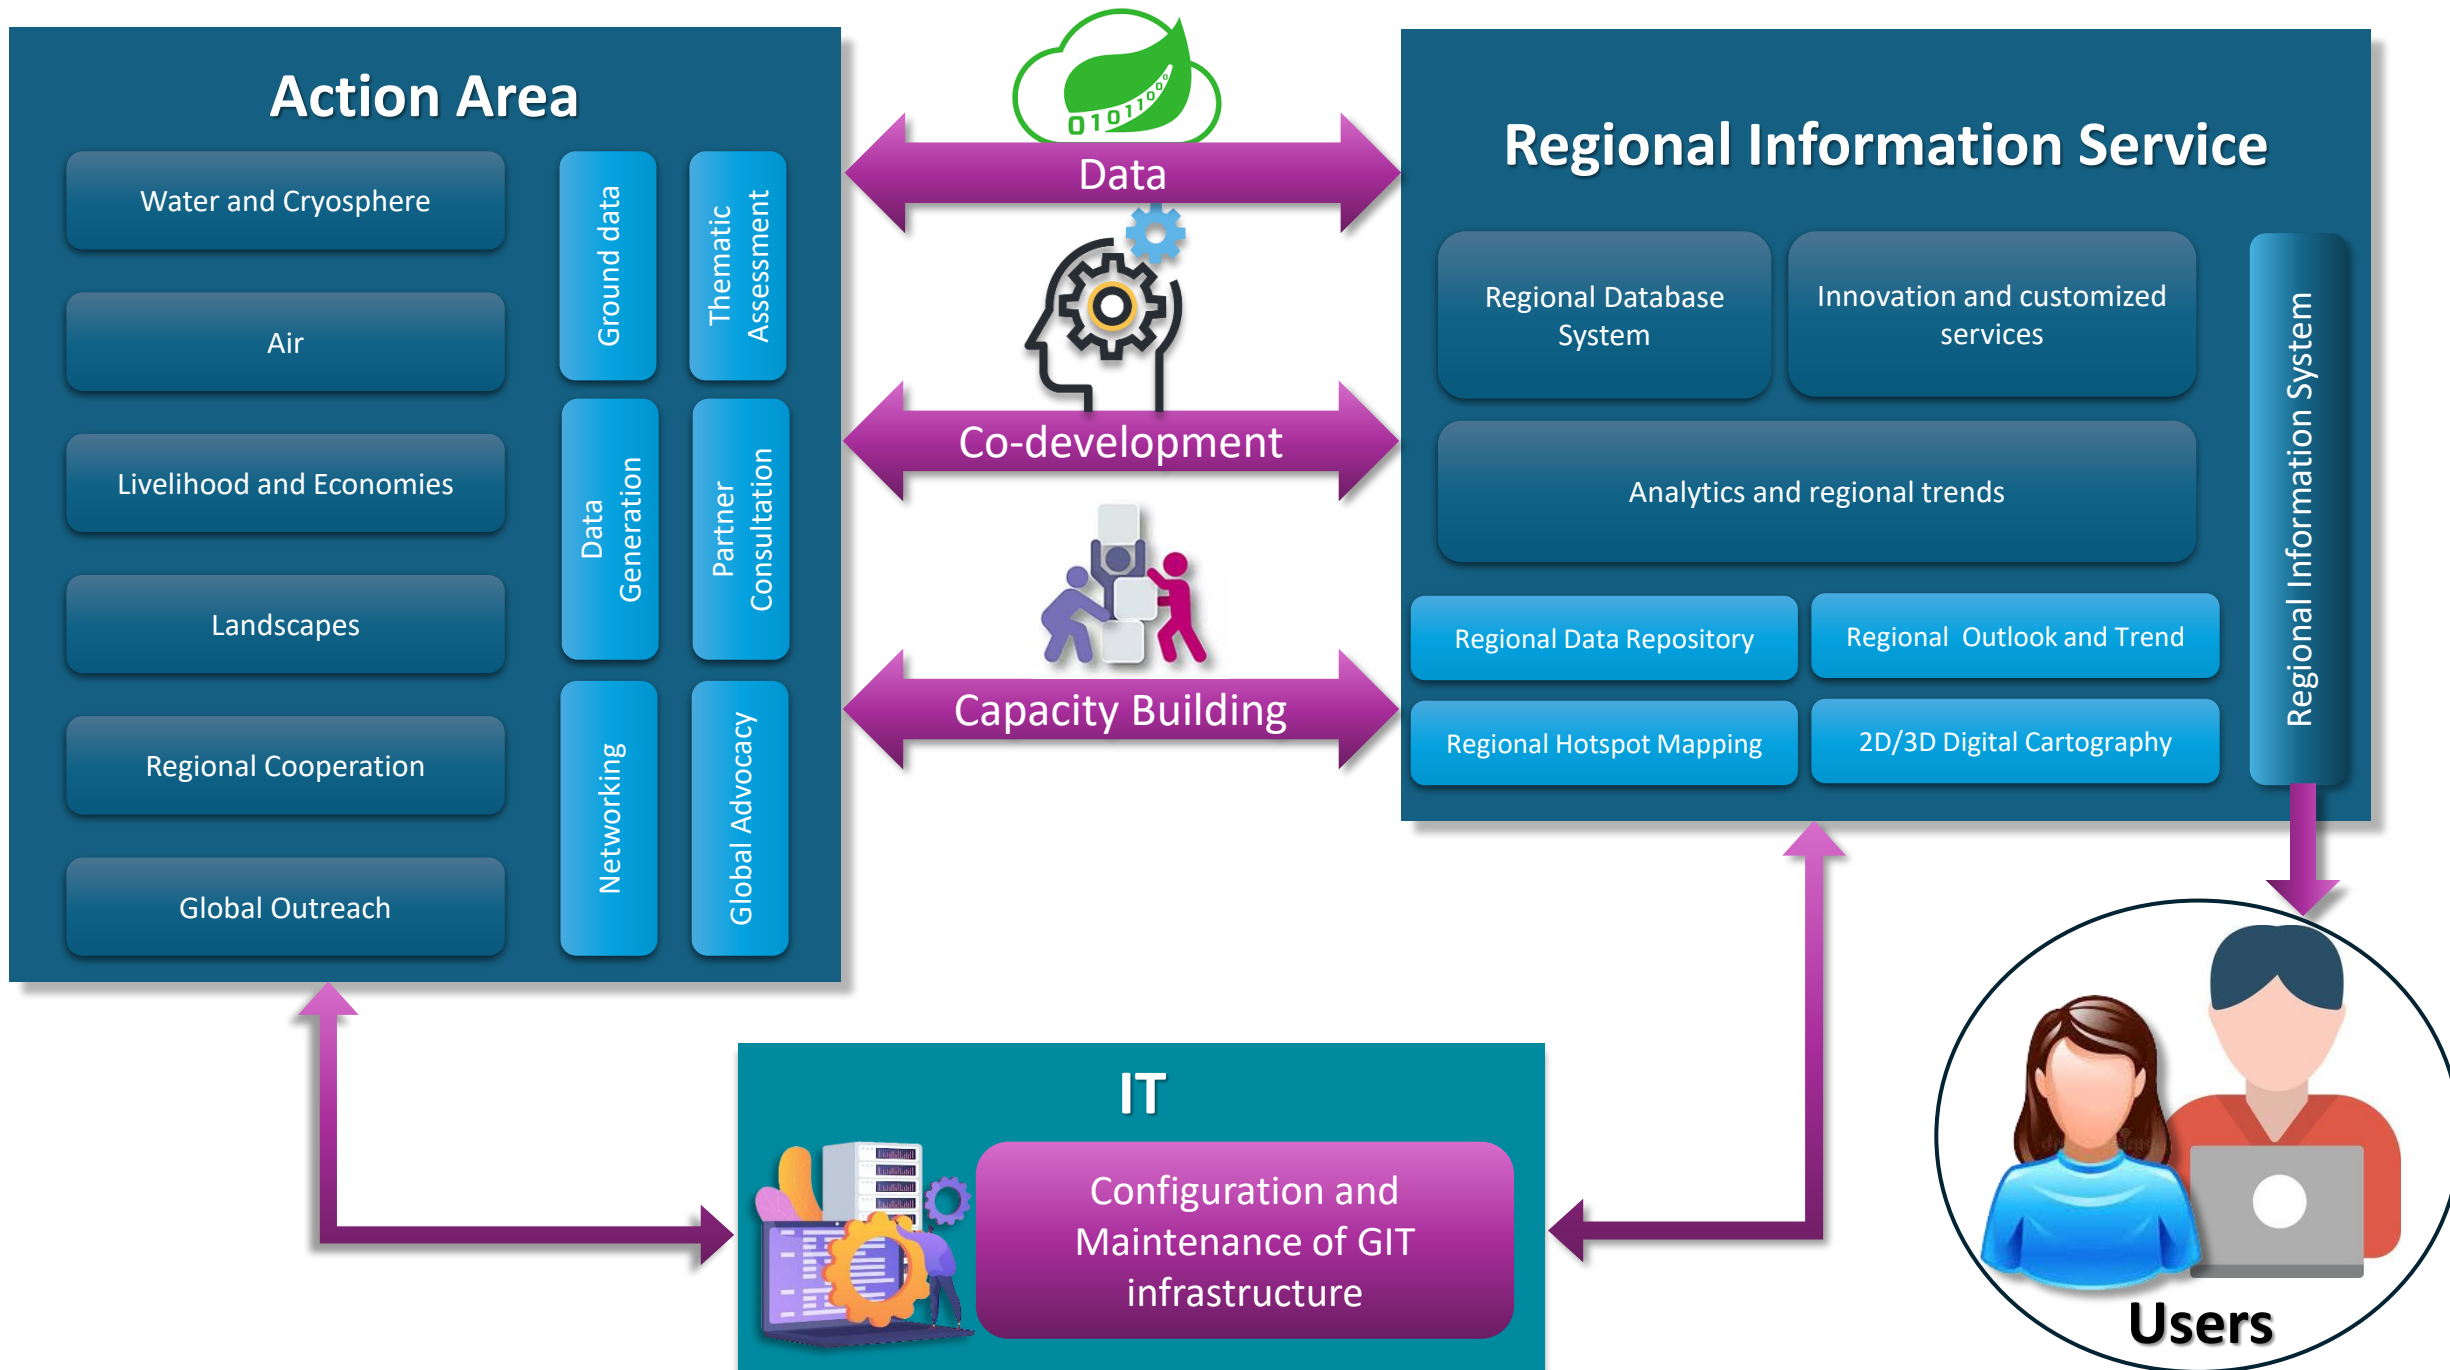 Action Area
Water and Cryosphere
Air
Livelihood and Economies
Landscapes
Regional Cooperation
Global Outreach
Ground data
Thematic
Assessment
Data
Generation
Partner
Consultation
Networking
Global Advocacy
0101100
Data
Co-development
Capacity Building
Regional Information Service
Regional Database
System
Innovation and customized
services
Analytics and regional trends
Regional Data Repository
Regional Outlook and Trend
Regional Hotspot Mapping
2D/3D Digital Cartography
Regional Information System
IT
Configuration and
Maintenance of GIT
infrastructure
Users